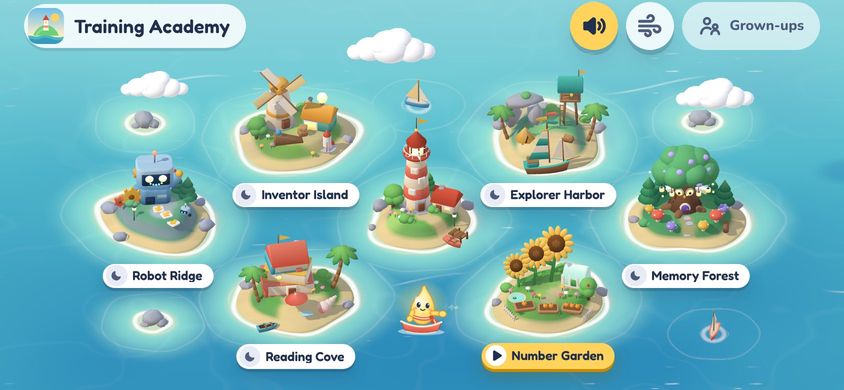 Training Academy
Grown-ups
Inventor Island
Explorer Harbor
Robot Ridge
Memory Forest
Reading Cove
Number Garden